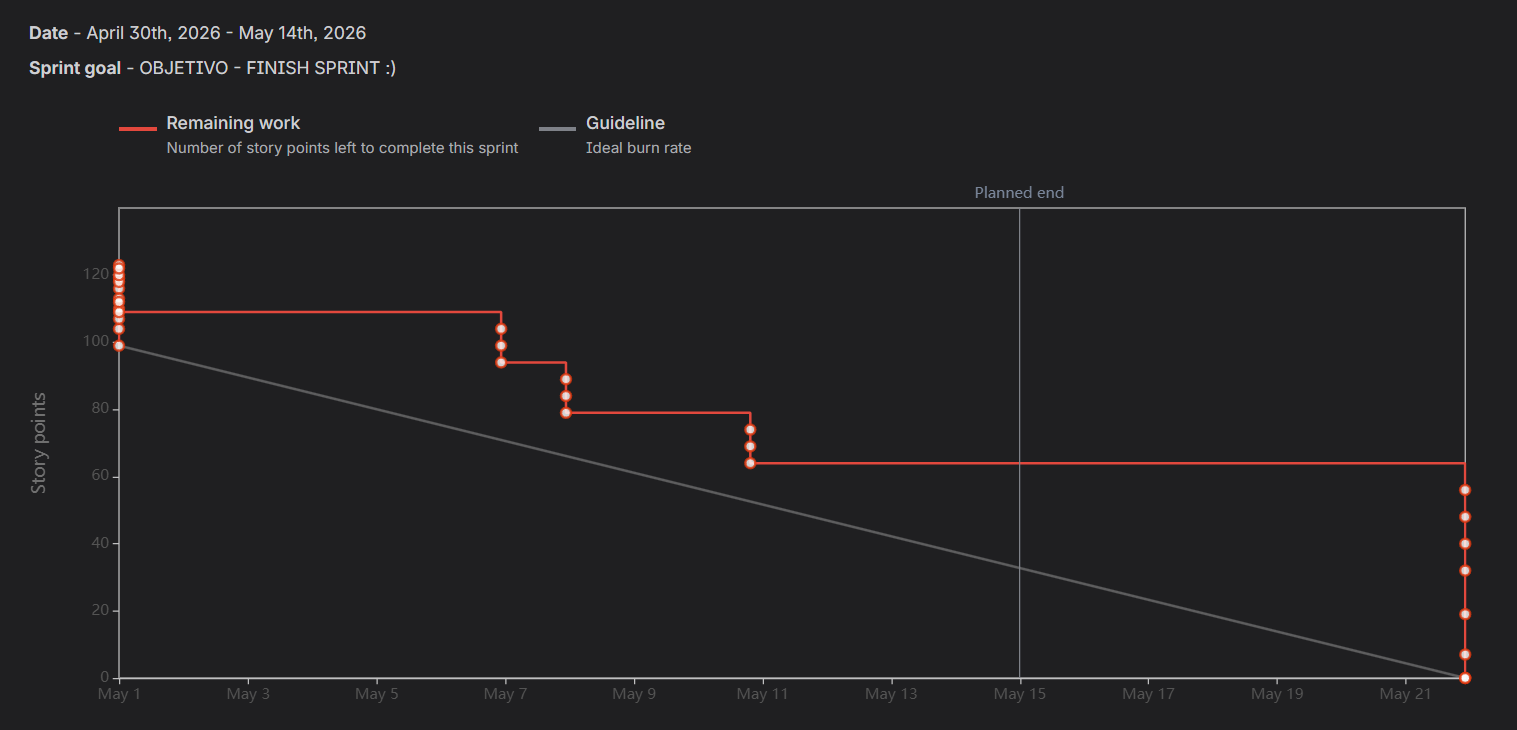 Date - April 30th, 2026 - May 14th, 2026
Sprint goal - OBJETIVO - FINISH SPRINT :)
Remaining work
Number of story points left to complete this sprint
Guideline
Ideal burn rate
Planned end
120
100
80
60
40
20
0
Story points
May 1
May 3
May 5
May 7
May 9
May 11
May 13
May 15
May 17
May 19
May 21